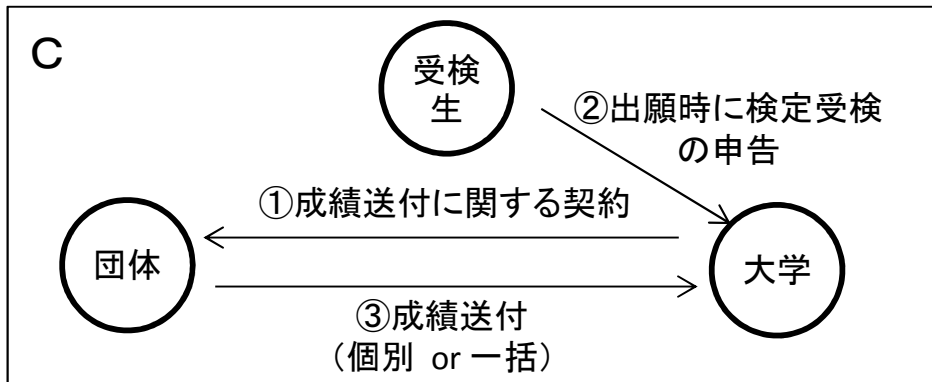 C
受検
生
②出願時に検定受検
の申告
①成績送付に関する契約
団体
大学
③成績送付
（個別 or 一括）